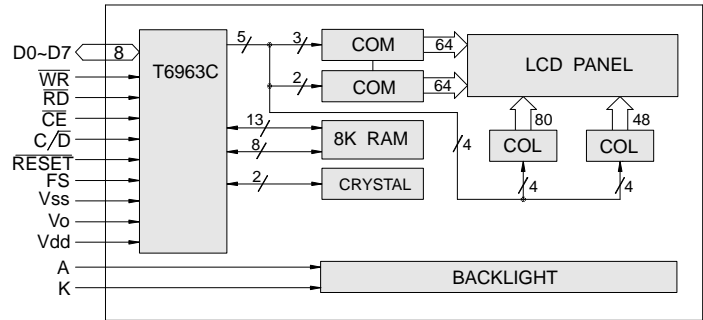 D0~D7
8
WR
RD
CE
C/D
RESET
FS
Vss
Vo
Vdd
A
K
T6963C
5
3
COM
64
2
COM
64
LCD PANEL
13
8K RAM
8
2
CRYSTAL
4
80
48
COL
COL
4
4
BACKLIGHT